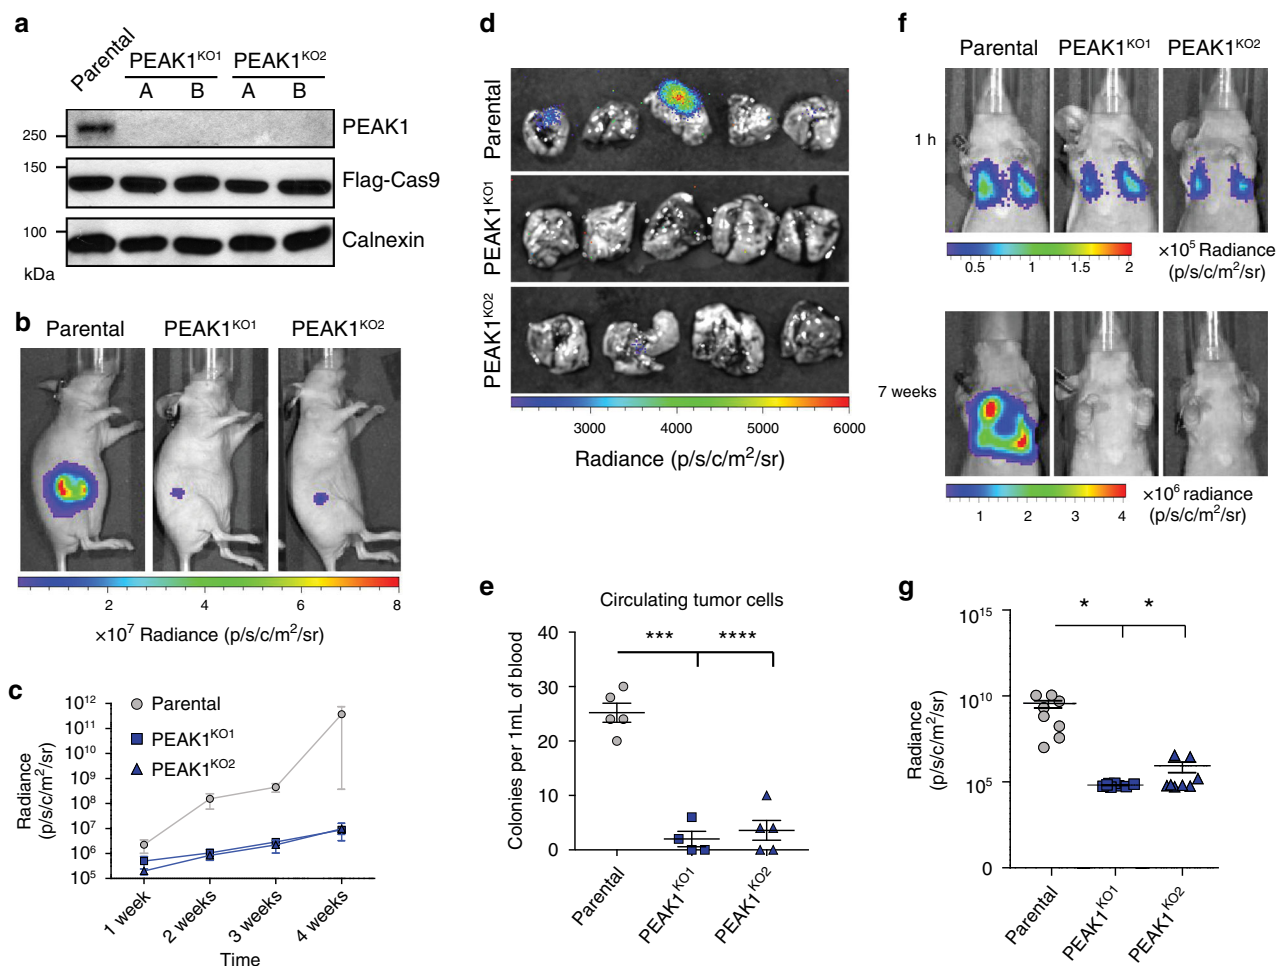 a
Parental
PEAK1KO1 PEAK1KO2
A B A B
250
PEAK1
150
Flag-Cas9
100
Calnexin
kDa
b
Parental PEAK1KO1 PEAK1KO2
2 4 6 8
×10⁷ Radiance (p/s/c/m²/sr)
c
Parental
PEAK1KO1
PEAK1KO2
10¹²
10¹¹
10¹⁰
10⁹
10⁸
10⁷
10⁶
10⁵
Radiance
(p/s/c/m²/sr)
1 week 2 weeks 3 weeks 4 weeks
Time
d
Parental
PEAK1KO1
PEAK1KO2
3000 4000 5000 6000
Radiance (p/s/c/m²/sr)
e
Circulating tumor cells
*** ****
40
30
20
10
0
Colonies per 1mL of blood
Parental PEAK1KO1 PEAK1KO2
f
Parental PEAK1KO1 PEAK1KO2
1 h
0.5 1 1.5 2
×10⁵ Radiance
(p/s/c/m²/sr)
7 weeks
1 2 3 4
×10⁶ radiance
(p/s/c/m²/sr)
g
* *
10¹⁵
10¹⁰
10⁵
0
Radiance
(p/s/c/m²/sr)
Parental PEAK1KO1 PEAK1KO2